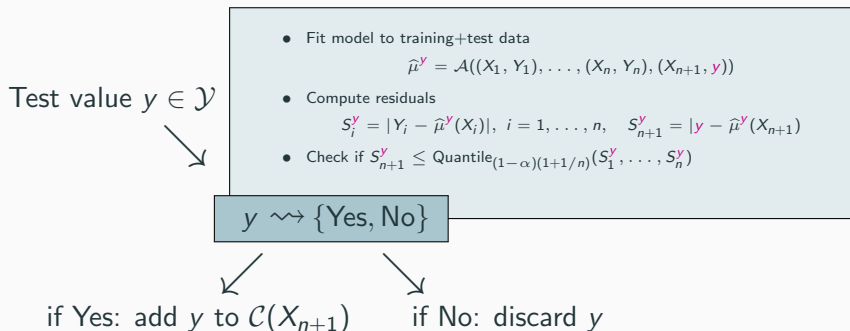 • Fit model to training+test data
μ̂^y = 𝒜((X_1, Y_1), . . . , (X_n, Y_n), (X_{n+1}, y))
Test value y ∈ 𝒴
• Compute residuals
S_i^y = |Y_i − μ̂^y(X_i)|, i = 1, . . . , n, S_{n+1}^y = |y − μ̂^y(X_{n+1})
• Check if S_{n+1}^y ≤ Quantile_{(1−α)(1+1/n)}(S_1^y, . . . , S_n^y)
y ⇝ {Yes, No}
if Yes: add y to 𝒞(X_{n+1}) if No: discard y